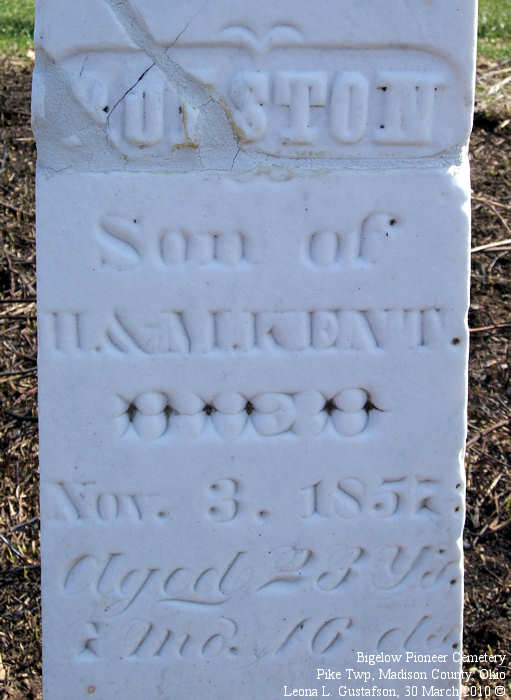 Son of
H. & M. KENT.
DIED
Nov. 3. 1857:
Aged 23 Ys.
Mo. 16 ds.
Bigelow Pioneer Cemetery
Pike Twp, Madison County, Ohio
Leona L. Gustafson, 30 March 2010 ©